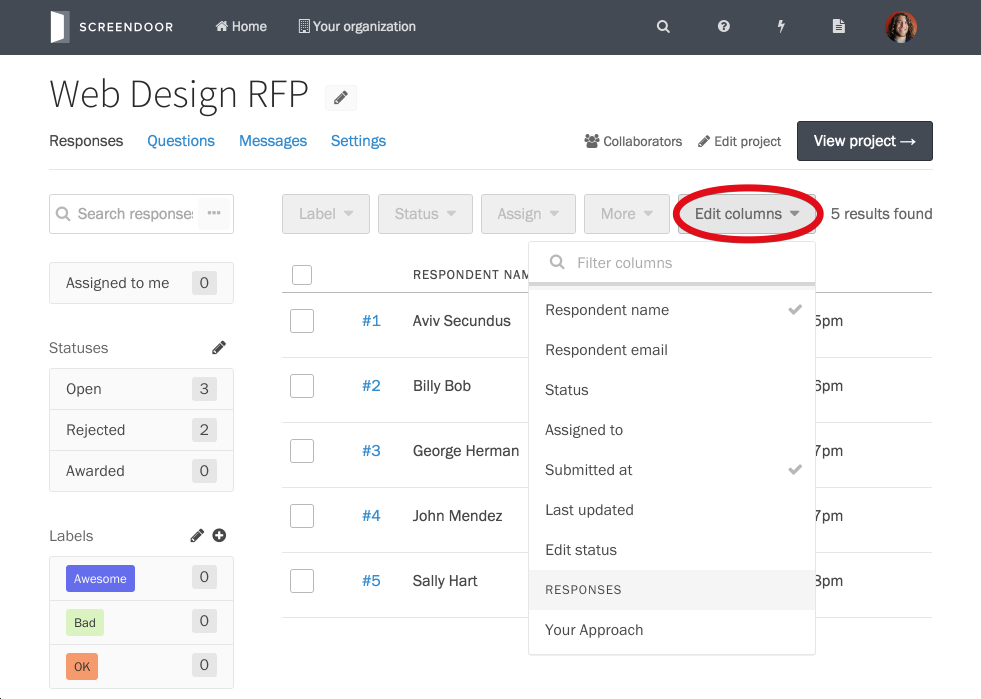 SCREENDOOR
Home
Your organization
Web Design RFP
Responses Questions Messages Settings
Collaborators Edit project View project →
Search response
Label Status Assign More Edit columns 5 results found
Assigned to me 0
Statuses
Open 3
Rejected 2
Awarded 0
Labels
Awesome 0
Bad 0
OK 0
RESPONDENT NAM
#1 Aviv Secundus 5pm
#2 Billy Bob 6pm
#3 George Herman 7pm
#4 John Mendez 7pm
#5 Sally Hart
Filter columns
Respondent name
Respondent email
Status
Assigned to
Submitted at
Last updated
Edit status
RESPONSES
Your Approach